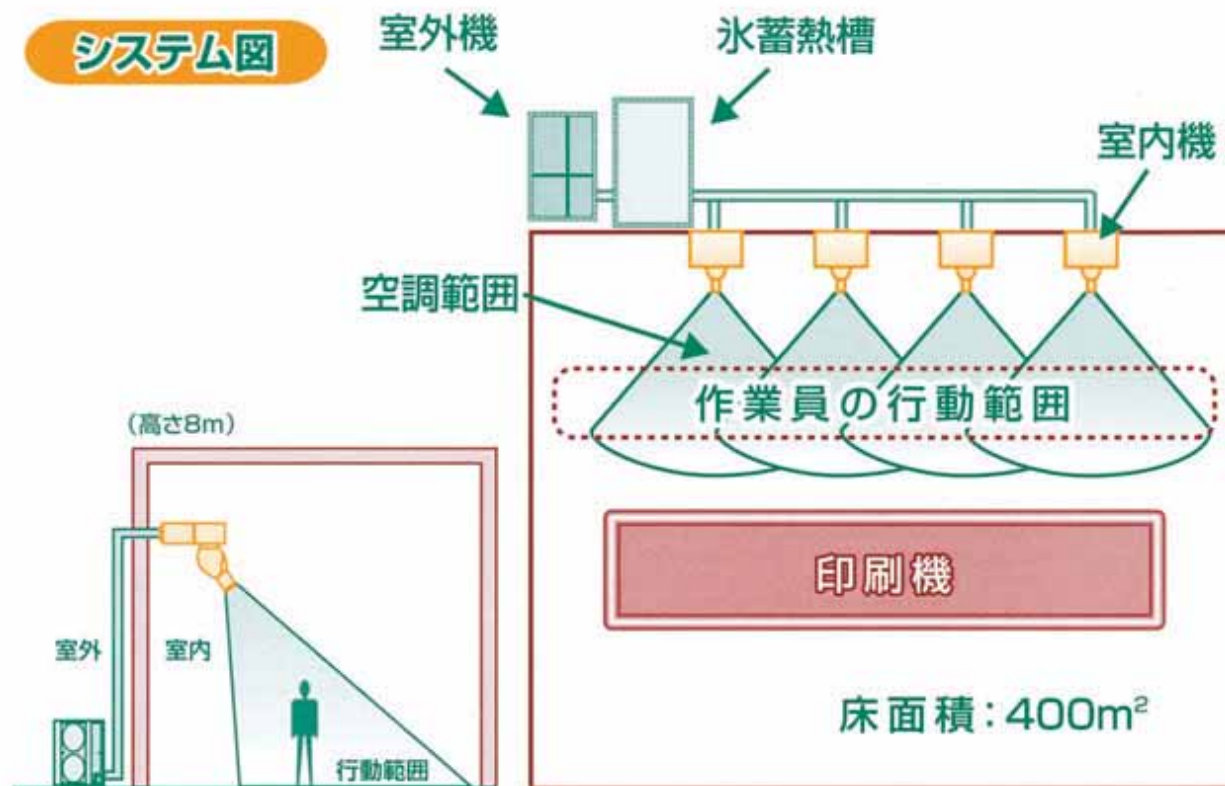 システム図
室外機
氷蓄熱槽
室内機
空調範囲
作業員の行動範囲
印刷機
床面積：400m²
（高さ8m）
室外
室内
行動範囲